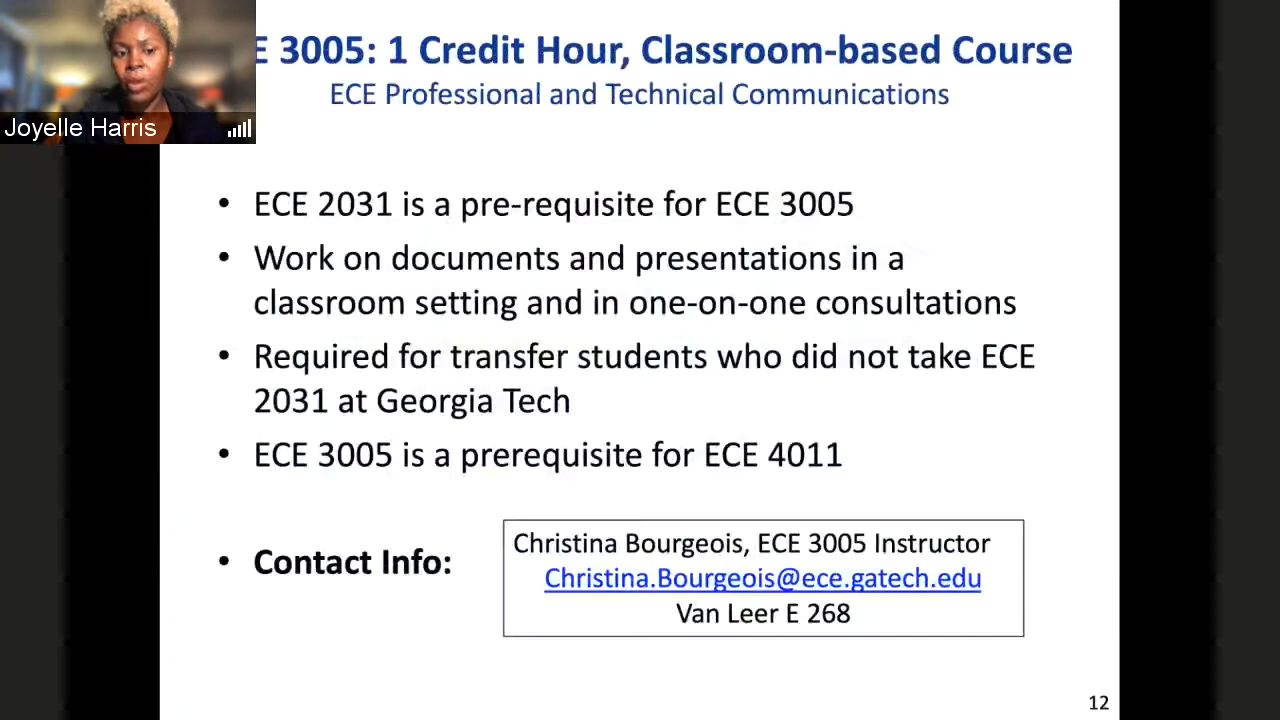 E 3005: 1 Credit Hour, Classroom-based Course
ECE Professional and Technical Communications
Joyelle Harris
• ECE 2031 is a pre-requisite for ECE 3005
• Work on documents and presentations in a
classroom setting and in one-on-one consultations
• Required for transfer students who did not take ECE
2031 at Georgia Tech
• ECE 3005 is a prerequisite for ECE 4011
• Contact Info:
Christina Bourgeois, ECE 3005 Instructor
Christina.Bourgeois@ece.gatech.edu
Van Leer E 268
12